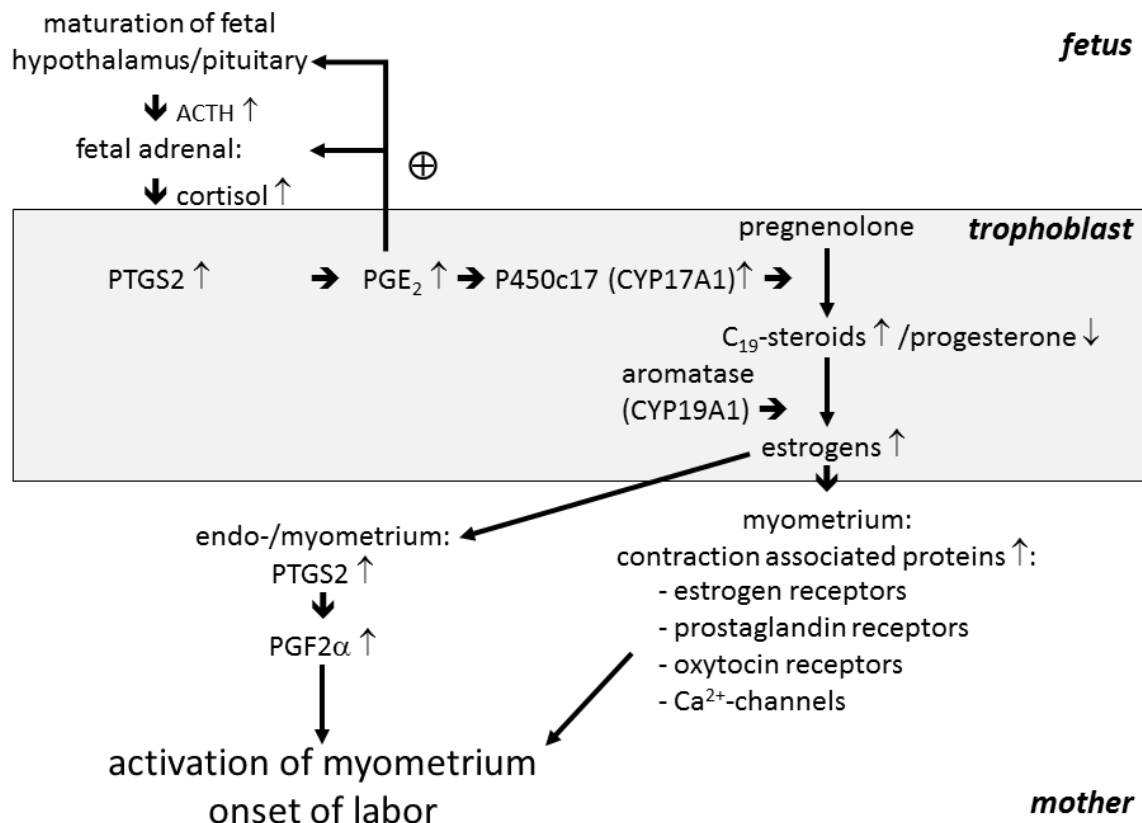 maturation of fetal
hypothalamus/pituitary
fetus
ACTH ↑
fetal adrenal:
⊕
cortisol ↑
trophoblast
pregnenolone
PTGS2 ↑
PGE₂ ↑
P450c17 (CYP17A1)↑
C₁₉-steroids ↑ /progesterone ↓
aromatase
(CYP19A1)
estrogens ↑
endo-/myometrium:
PTGS2 ↑
PGF2α ↑
myometrium:
contraction associated proteins ↑:
- estrogen receptors
- prostaglandin receptors
- oxytocin receptors
- Ca²⁺-channels
activation of myometrium
onset of labor
mother